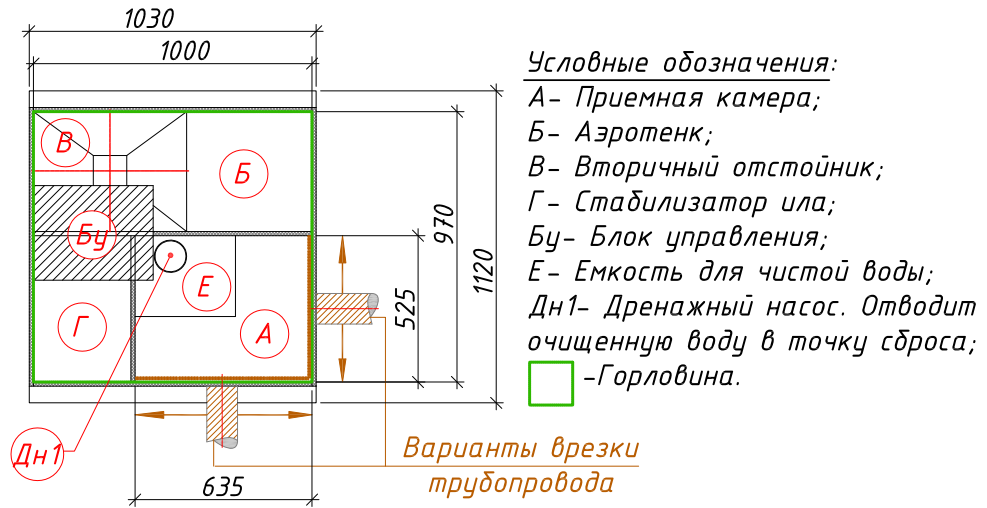 1030
1000
Условные обозначения:
А- Приемная камера;
Б- Аэротенк;
В- Вторичный отстойник;
Г- Стабилизатор ила;
Бу- Блок управления;
Е- Емкость для чистой воды;
Дн1- Дренажный насос. Отводит
очищенную воду в точку сброса;
-Горловина.
В
Б
Бу
Е
Г
А
970
1120
525
Дн1
Варианты врезки
трубопровода
635